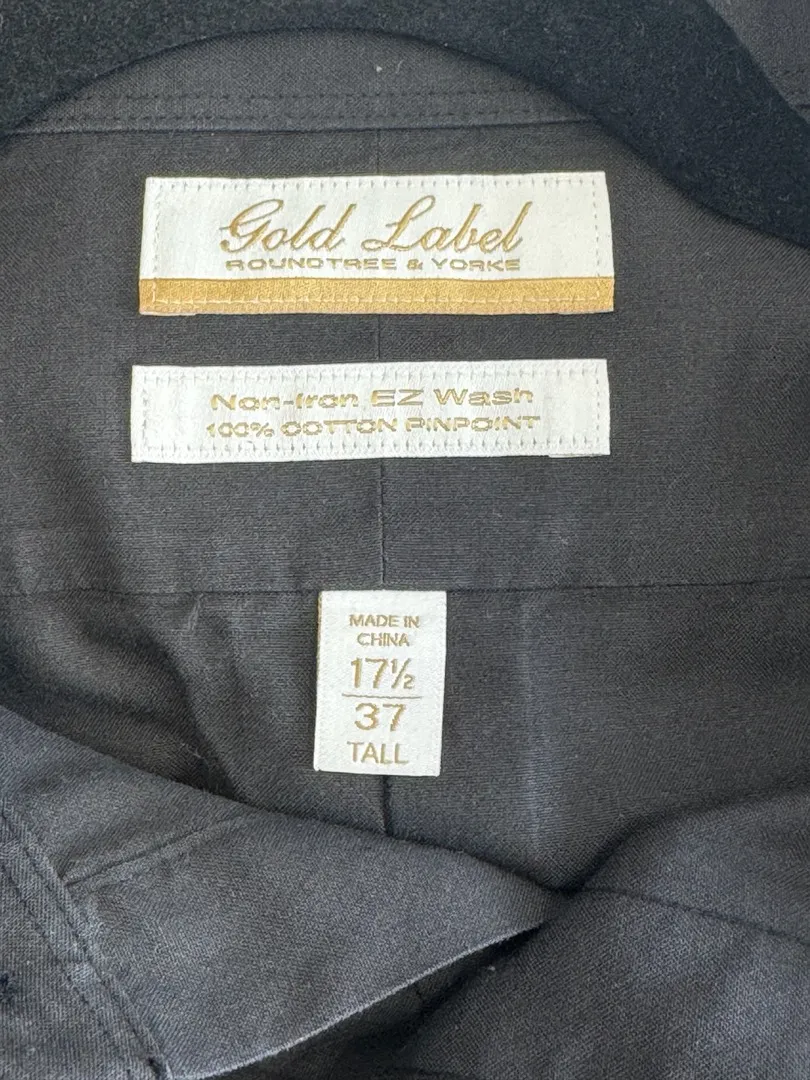 Gold Label
ROUNDTREE & YORKE
Non-Iron EZ Wash
100% COTTON PINPOINT
MADE IN
CHINA
17½
37
TALL